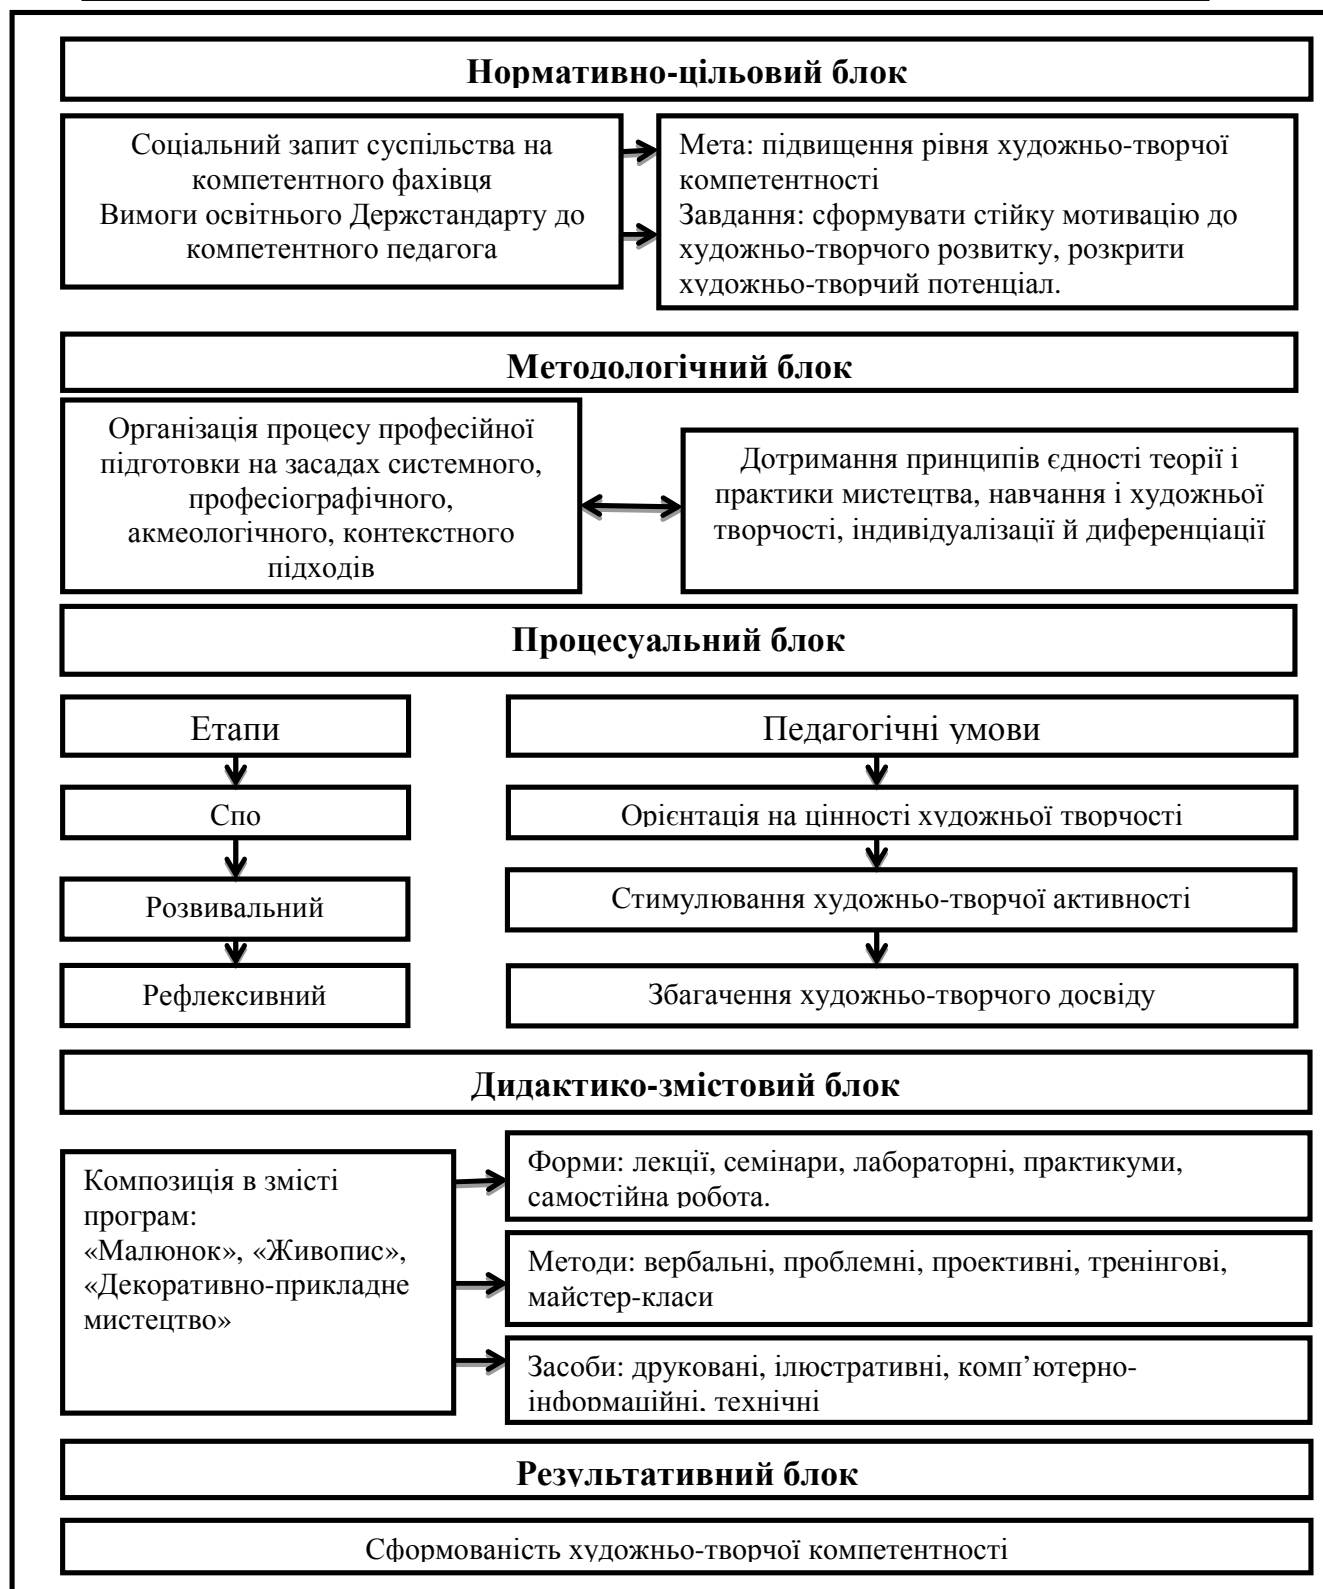 Нормативно-цільовий блок
Соціальний запит суспільства на
компетентного фахівця
Вимоги освітнього Держстандарту до
компетентного педагога
Мета: підвищення рівня художньо-творчої
компетентності
Завдання: сформувати стійку мотивацію до
художньо-творчого розвитку, розкрити
художньо-творчий потенціал.
Методологічний блок
Організація процесу професійної
підготовки на засадах системного,
професіографічного,
акмеологічного, контекстного
підходів
Дотримання принципів єдності теорії і
практики мистецтва, навчання і художньої
творчості, індивідуалізації й диференціації
Процесуальний блок
Етапи
Спо
Розвивальний
Рефлексивний
Педагогічні умови
Орієнтація на цінності художньої творчості
Стимулювання художньо-творчої активності
Збагачення художньо-творчого досвіду
Дидактико-змістовий блок
Композиція в змісті
програм:
«Малюнок», «Живопис»,
«Декоративно-прикладне
мистецтво»
Форми: лекції, семінари, лабораторні, практикуми,
самостійна робота.
Методи: вербальні, проблемні, проективні, тренінгові,
майстер-класи
Засоби: друковані, ілюстративні, комп’ютерно-
інформаційні, технічні
Результативний блок
Сформованість художньо-творчої компетентності